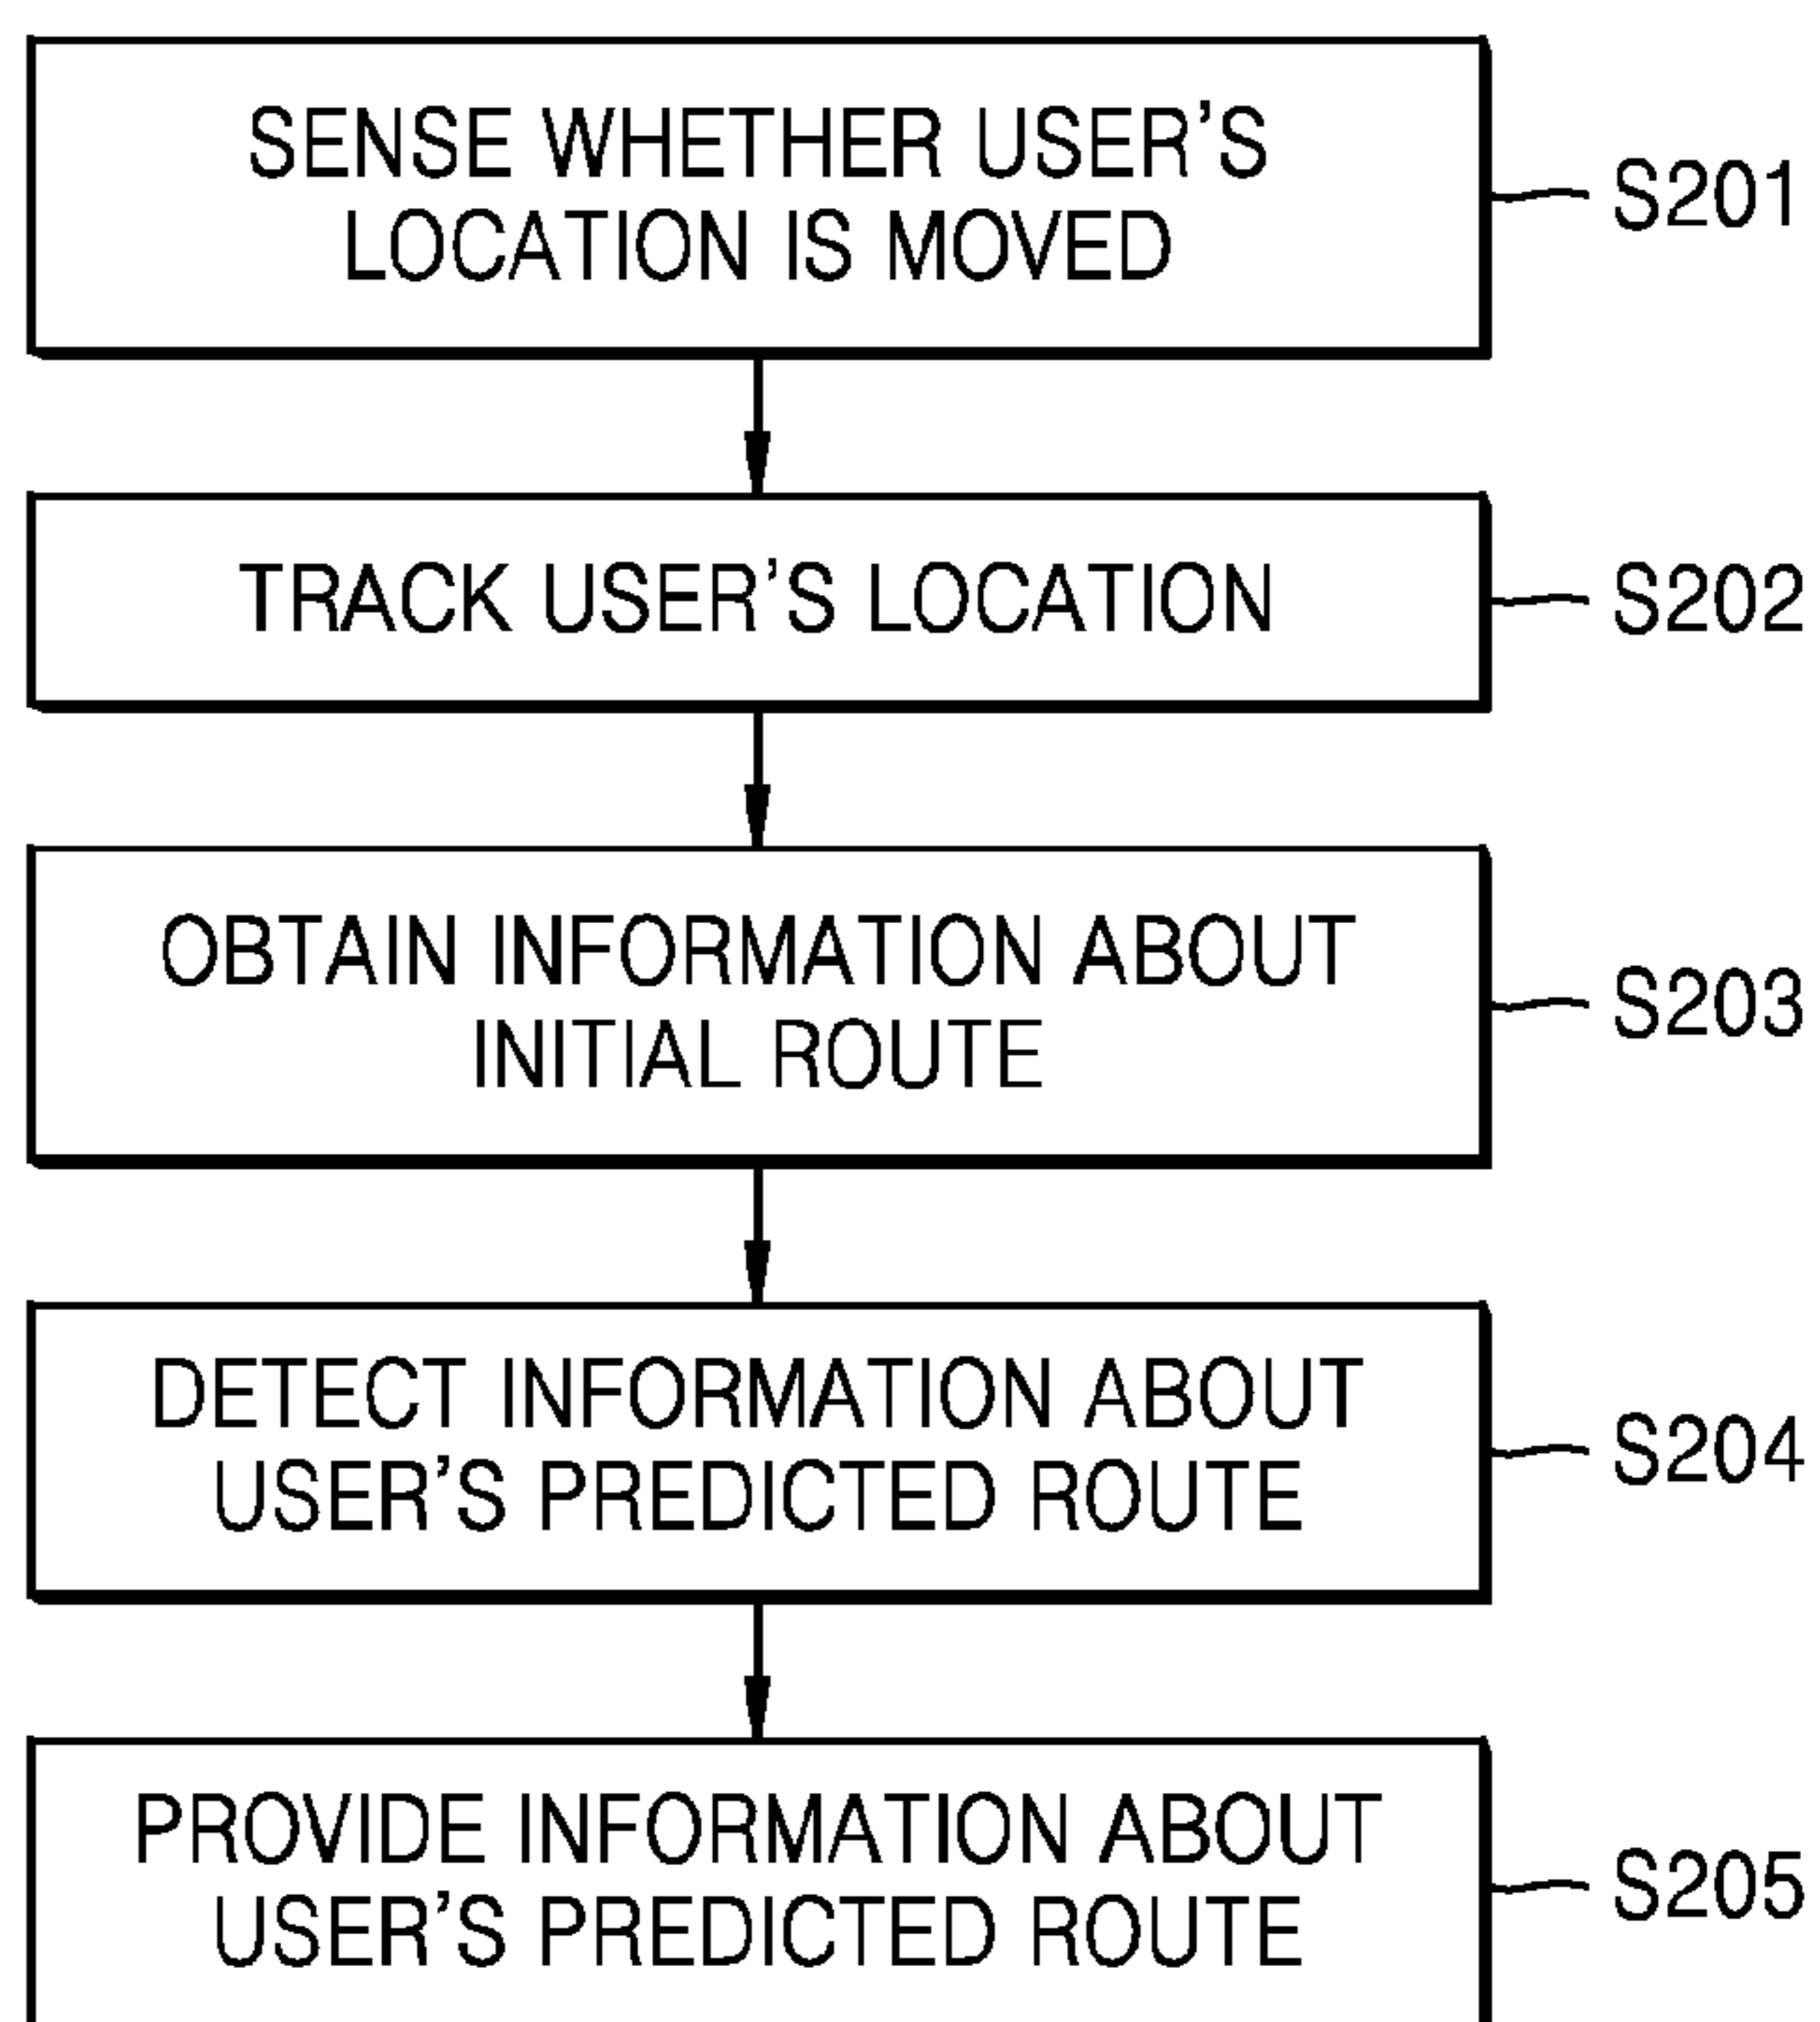 SENSE WHETHER USER'S
LOCATION IS MOVED
S201
TRACK USER'S LOCATION
S202
OBTAIN INFORMATION ABOUT
INITIAL ROUTE
S203
DETECT INFORMATION ABOUT
USER'S PREDICTED ROUTE
S204
PROVIDE INFORMATION ABOUT
USER'S PREDICTED ROUTE
S205